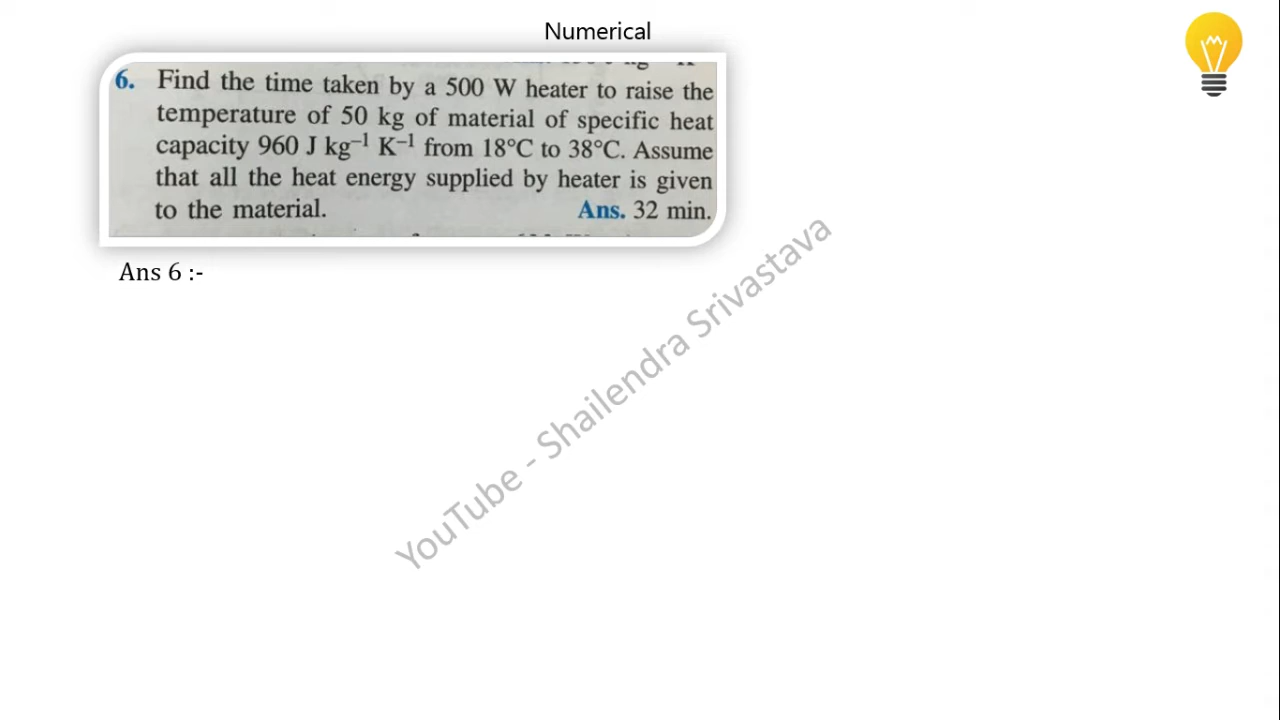 Numerical
6. Find the time taken by a 500 W heater to raise the
temperature of 50 kg of material of specific heat
capacity 960 J kg⁻¹ K⁻¹ from 18°C to 38°C. Assume
that all the heat energy supplied by heater is given
to the material. Ans. 32 min.
Ans 6 :-
YouTube - Shailendra Srivastava